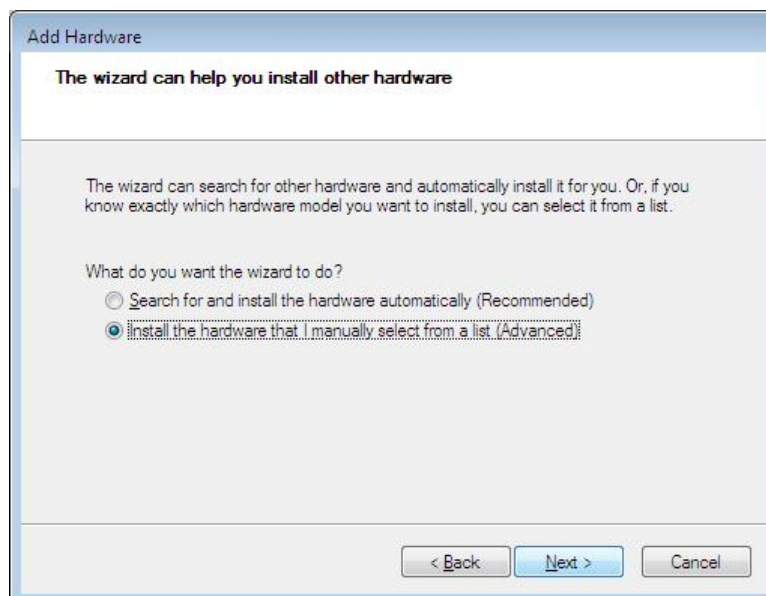 Add Hardware
The wizard can help you install other hardware
The wizard can search for other hardware and automatically install it for you. Or, if you
know exactly which hardware model you want to install, you can select it from a list.
What do you want the wizard to do?
Search for and install the hardware automatically (Recommended)
Install the hardware that I manually select from a list (Advanced)
< Back Next > Cancel